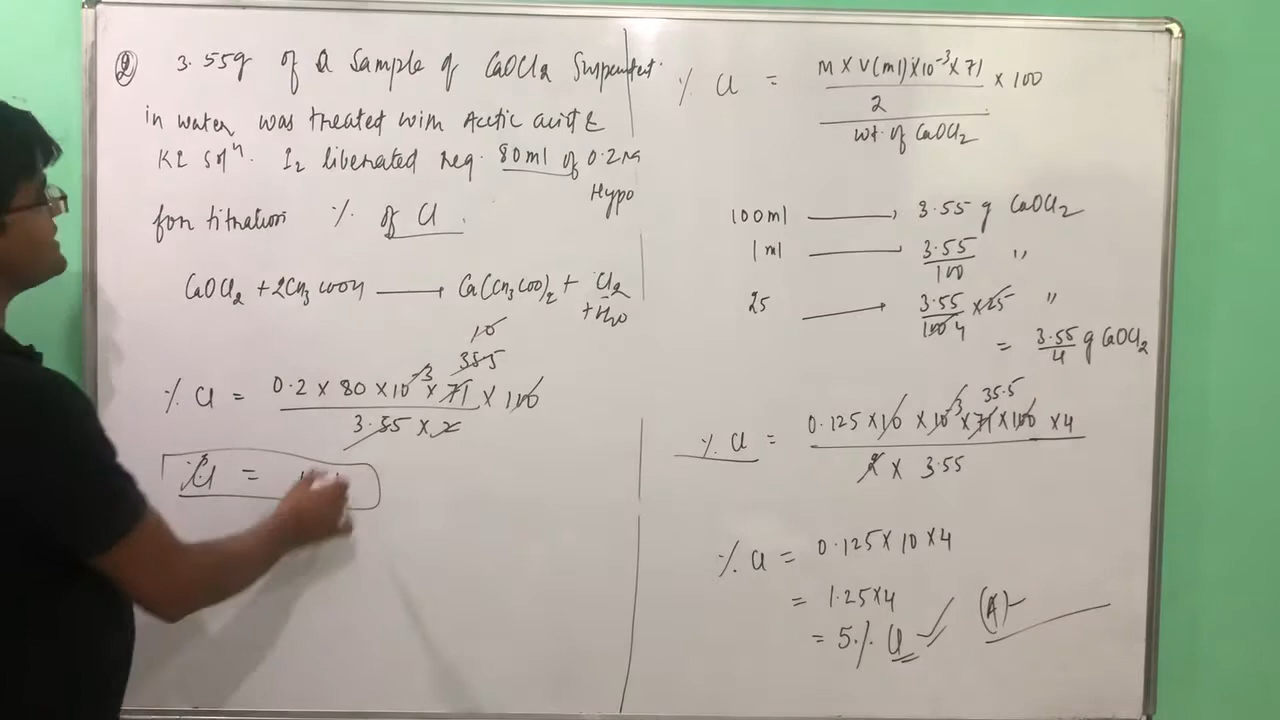 ② 3.55g of a Sample of CaOCl₂ Suspended
in water was treated with Acetic acid &
KI Solⁿ. I₂ liberated req. 80ml of 0.2N
Hypo
for titration % of Cl.
CaOCl₂ + 2CH₃COOH ⟶ Ca(CH₃COO)₂ + Cl₂
+ H₂O
10
35.5
% Cl = 0.2 × 80 × 10⁻³ × 71 × 100
3.55 × 2
% Cl =
% Cl = M × V(ml) × 10⁻³ × 71 × 100
2
wt. of CaOCl₂
100ml ⟶ 3.55 g CaOCl₂
1ml ⟶ 3.55 "
100
25 ⟶ 3.55 × 25 "
100 4
= 3.55 g CaOCl₂
4
35.5
% Cl = 0.125 × 10 × 10⁻³ × 71 × 100 × 4
2 × 3.55
% Cl = 0.125 × 10 × 4
= 1.25 × 4
= 5 % Cl ✓ (A)